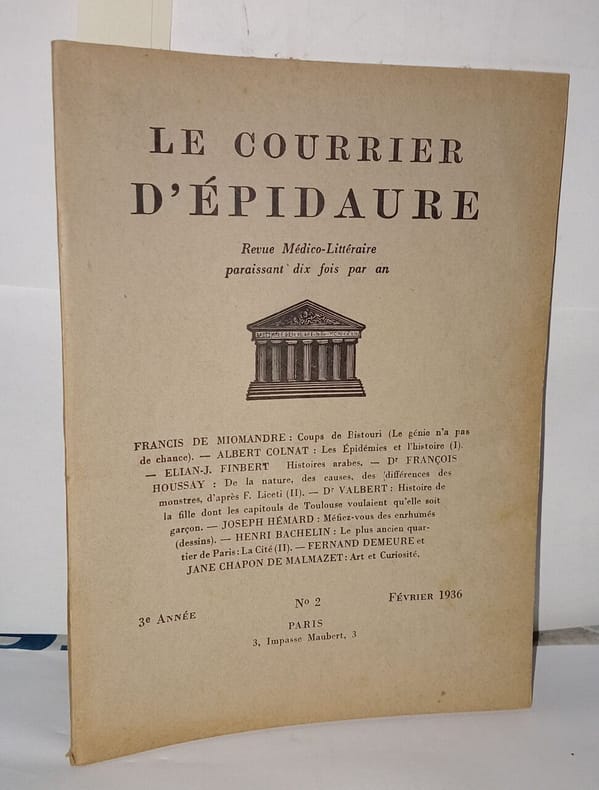 LE COURRIER
D'ÉPIDAURE
Revue Médico-Littéraire
paraissant dix fois par an
FRANCIS DE MIOMANDRE : Coups de Bistouri (Le génie n'a pas
de chance). — ALBERT COLNAT : Les Épidémies et l'histoire (I).
— ELIAN-J. FINBERT Histoires arabes. — Dr FRANÇOIS
HOUSSAY : De la nature, des causes, des différences des
monstres, d'après F. Liceti (II). — Dr VALBERT : Histoire de
la fille dont les capitouls de Toulouse voulaient qu'elle soit
garçon. — JOSEPH HÉMARD : Méfiez-vous des enrhumés
(dessins). — HENRI BACHELIN : Le plus ancien quar-
tier de Paris : La Cité (II). — FERNAND DEMEURE et
JANE CHAPON DE MALMAZET : Art et Curiosité.
3e ANNÉE
No 2
FÉVRIER 1936
PARIS
3, Impasse Maubert, 3